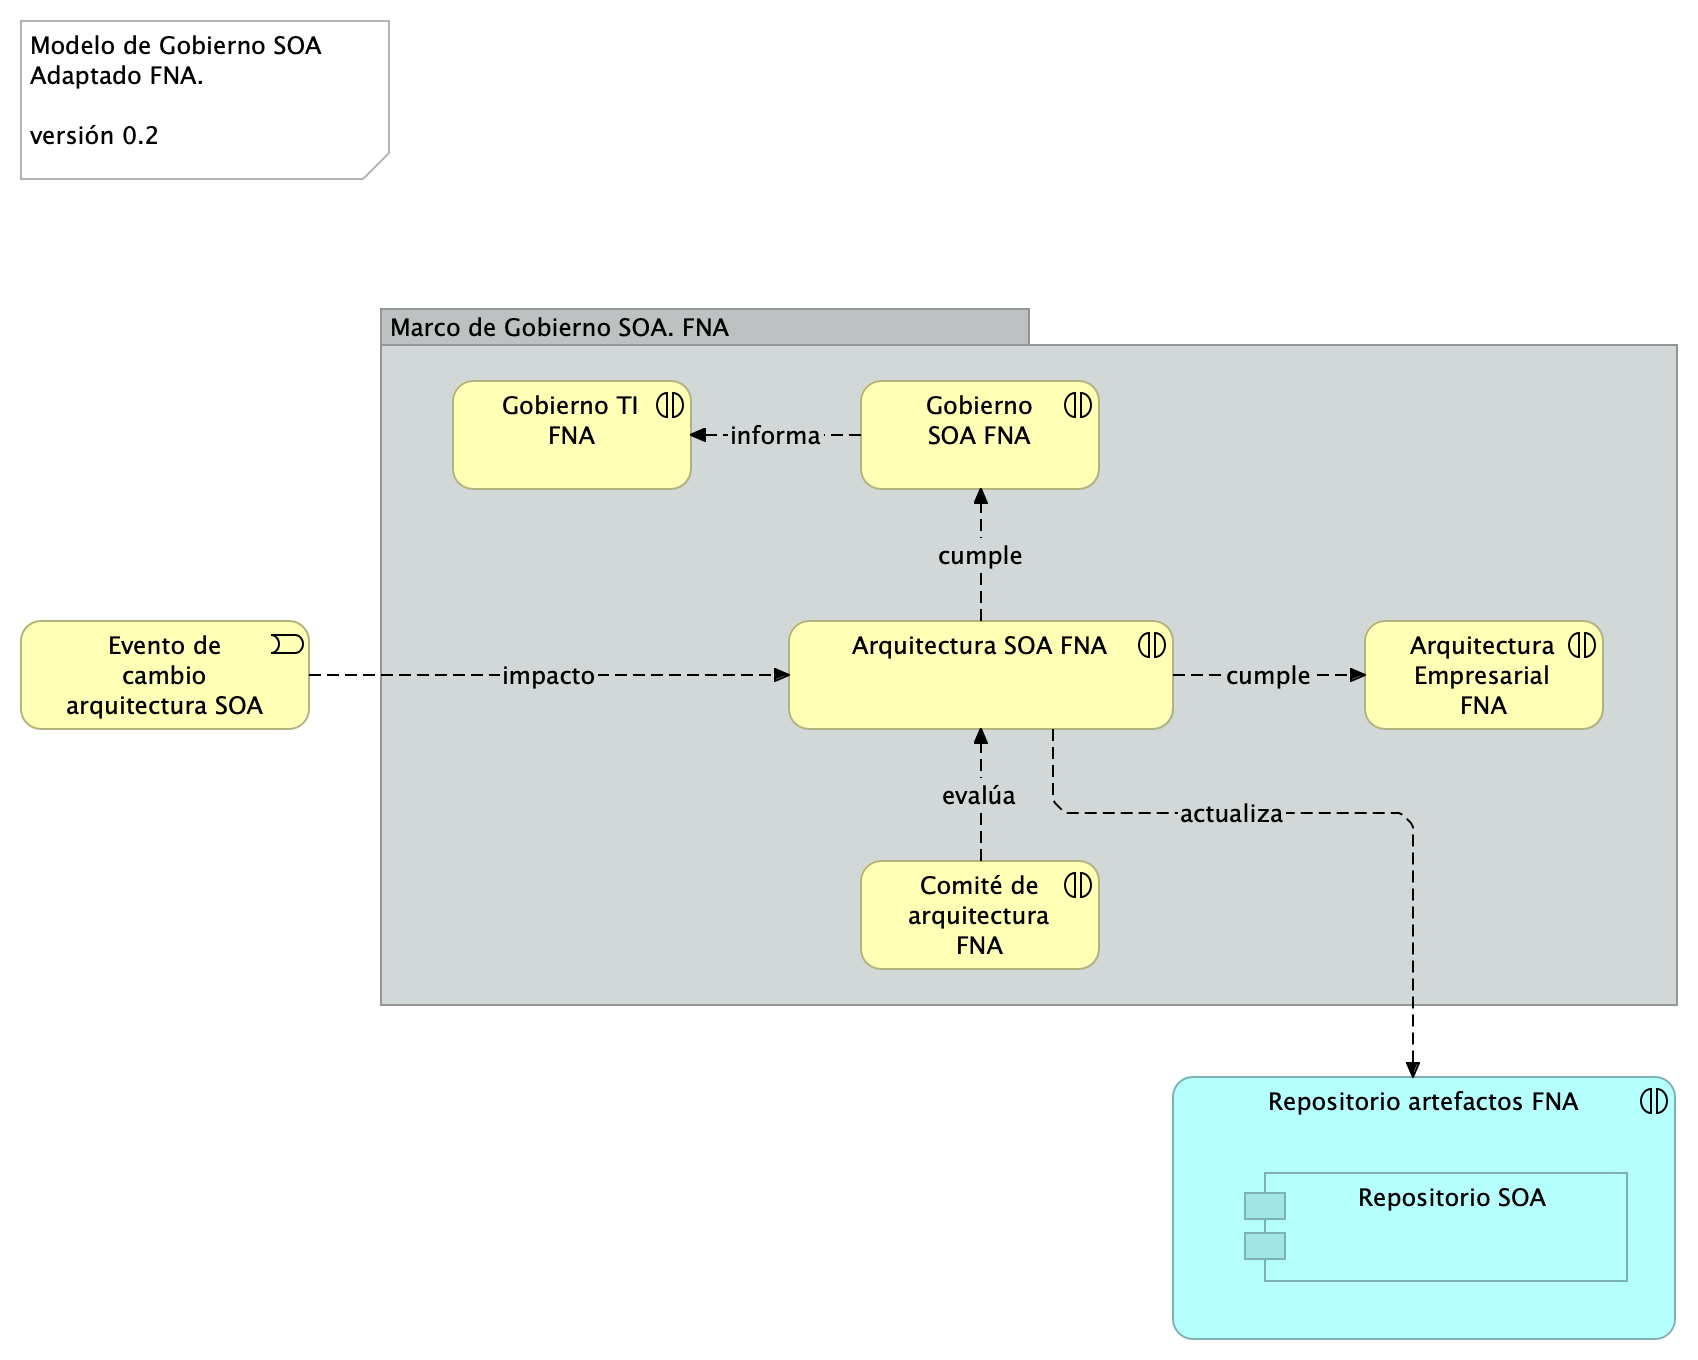 Modelo de Gobierno SOA
Adaptado FNA.
versión 0.2
Marco de Gobierno SOA. FNA
Gobierno TI
FNA
informa
Gobierno
SOA FNA
cumple
Evento de
cambio
arquitectura SOA
impacto
Arquitectura SOA FNA
cumple
Arquitectura
Empresarial
FNA
evalúa
actualiza
Comité de
arquitectura
FNA
Repositorio artefactos FNA
Repositorio SOA